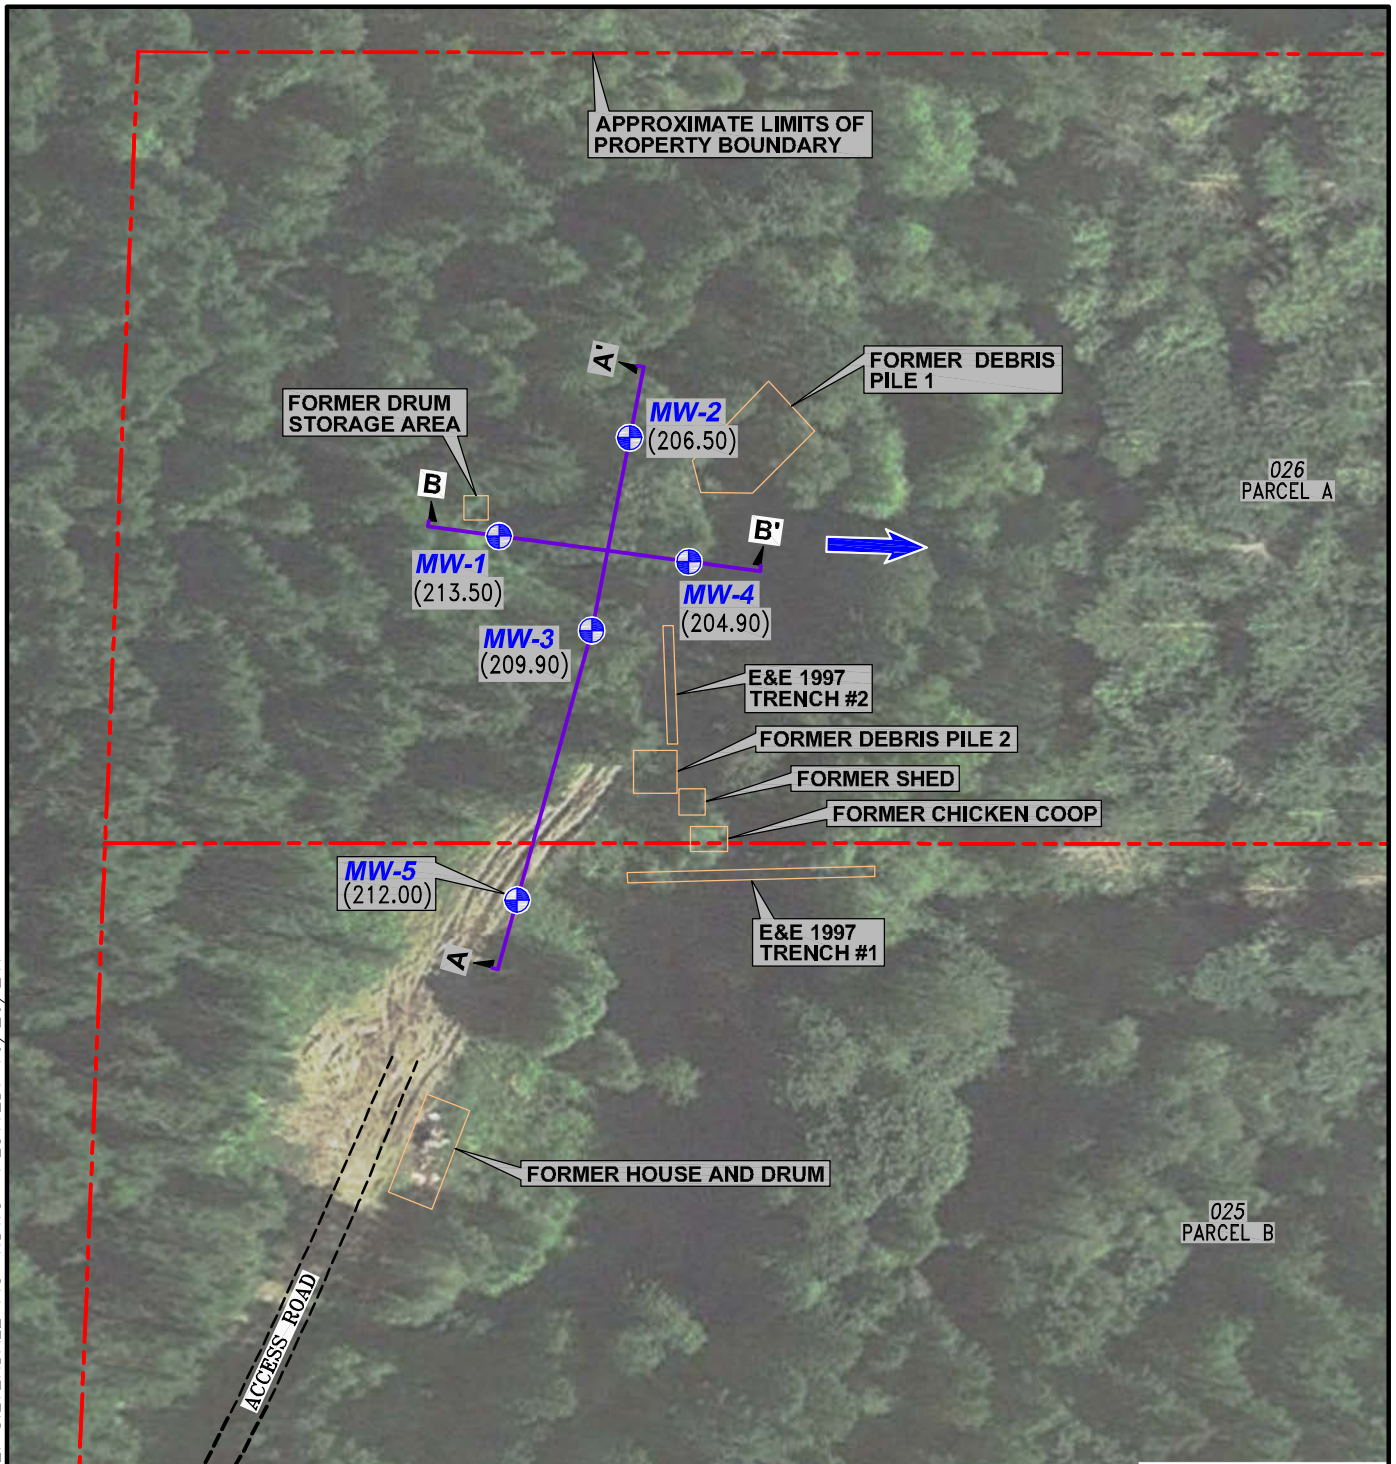 APPROXIMATE LIMITS OF
PROPERTY BOUNDARY
A'
FORMER DEBRIS
PILE 1
FORMER DRUM
STORAGE AREA
MW-2
(206.50)
026
PARCEL A
B
B'
MW-1
(213.50)
MW-4
(204.90)
MW-3
(209.90)
E&E 1997
TRENCH #2
FORMER DEBRIS PILE 2
FORMER SHED
FORMER CHICKEN COOP
MW-5
(212.00)
E&E 1997
TRENCH #1
A
FORMER HOUSE AND DRUM
025
PARCEL B
ACCESS ROAD